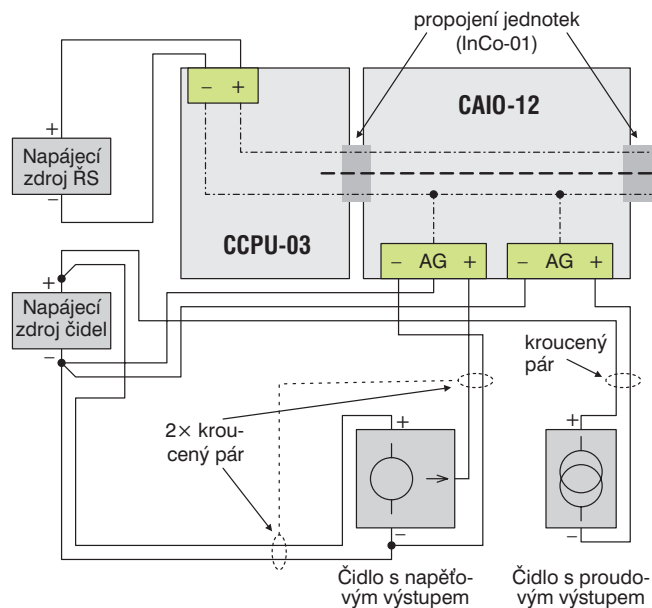 propojení jednotek
(InCo-01)
− +
CAIO-12
+
Napájecí
zdroj ŘS
−
CCPU-03
− AG +
− AG +
+
Napájecí
zdroj čidel
−
kroucený
pár
2× krou-
cený pár
+
+
−
−
Čidlo s napěťo-
vým výstupem
Čidlo s proudo-
vým výstupem